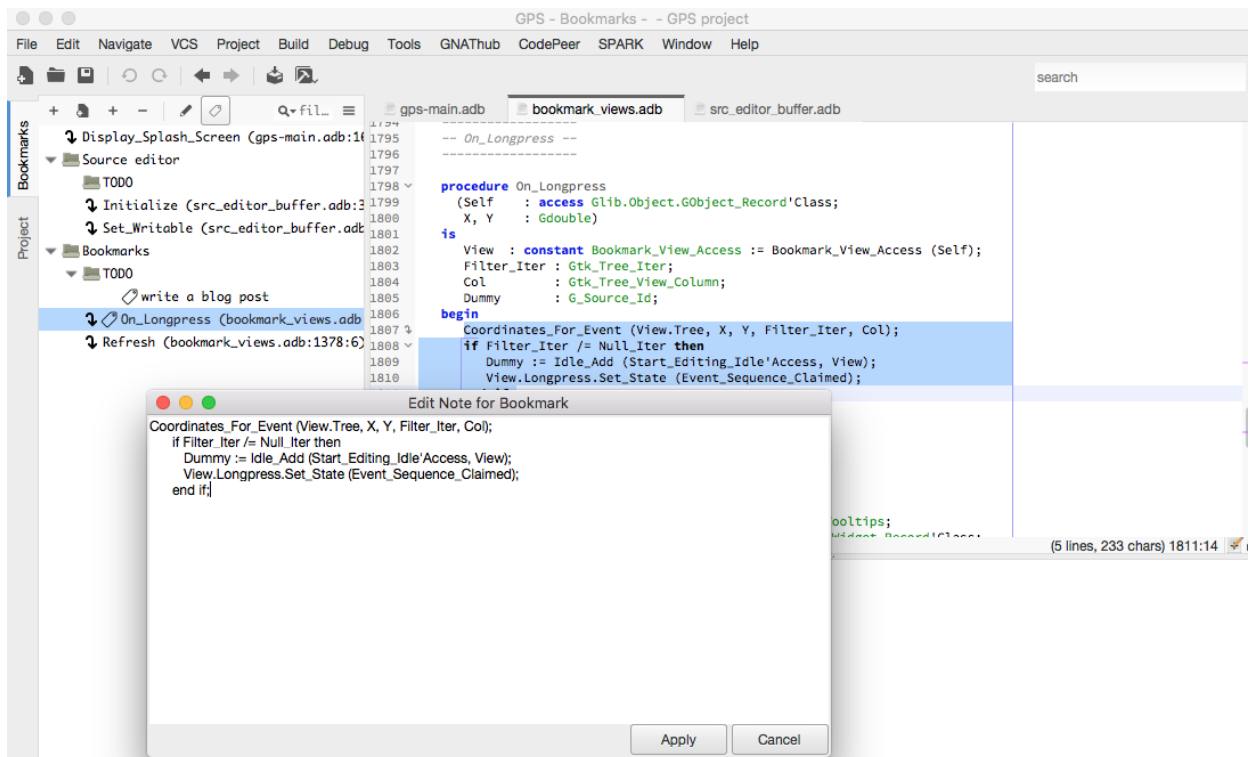 GPS - Bookmarks - - GPS project
File Edit Navigate VCS Project Build Debug Tools GNAThub CodePeer SPARK Window Help
search
Bookmarks
Project
fil…
Display_Splash_Screen (gps-main.adb:16
Source editor
TODO
Initialize (src_editor_buffer.adb:3
Set_Writable (src_editor_buffer.adb
Bookmarks
TODO
write a blog post
On_Longpress (bookmark_views.adb
Refresh (bookmark_views.adb:1378:6)
gps-main.adb bookmark_views.adb src_editor_buffer.adb
1794 ------------------
1795 -- On_Longpress --
1796 ------------------
1797
1798 procedure On_Longpress
1799 (Self : access Glib.Object.GObject_Record'Class;
1800 X, Y : Gdouble)
1801 is
1802 View : constant Bookmark_View_Access := Bookmark_View_Access (Self);
1803 Filter_Iter : Gtk_Tree_Iter;
1804 Col : Gtk_Tree_View_Column;
1805 Dummy : G_Source_Id;
1806 begin
1807 Coordinates_For_Event (View.Tree, X, Y, Filter_Iter, Col);
1808 if Filter_Iter /= Null_Iter then
1809 Dummy := Idle_Add (Start_Editing_Idle'Access, View);
1810 View.Longpress.Set_State (Event_Sequence_Claimed);
ooltips;
Widget_Record'Class;
(5 lines, 233 chars) 1811:14
Edit Note for Bookmark
Coordinates_For_Event (View.Tree, X, Y, Filter_Iter, Col);
if Filter_Iter /= Null_Iter then
Dummy := Idle_Add (Start_Editing_Idle'Access, View);
View.Longpress.Set_State (Event_Sequence_Claimed);
end if;
Apply Cancel